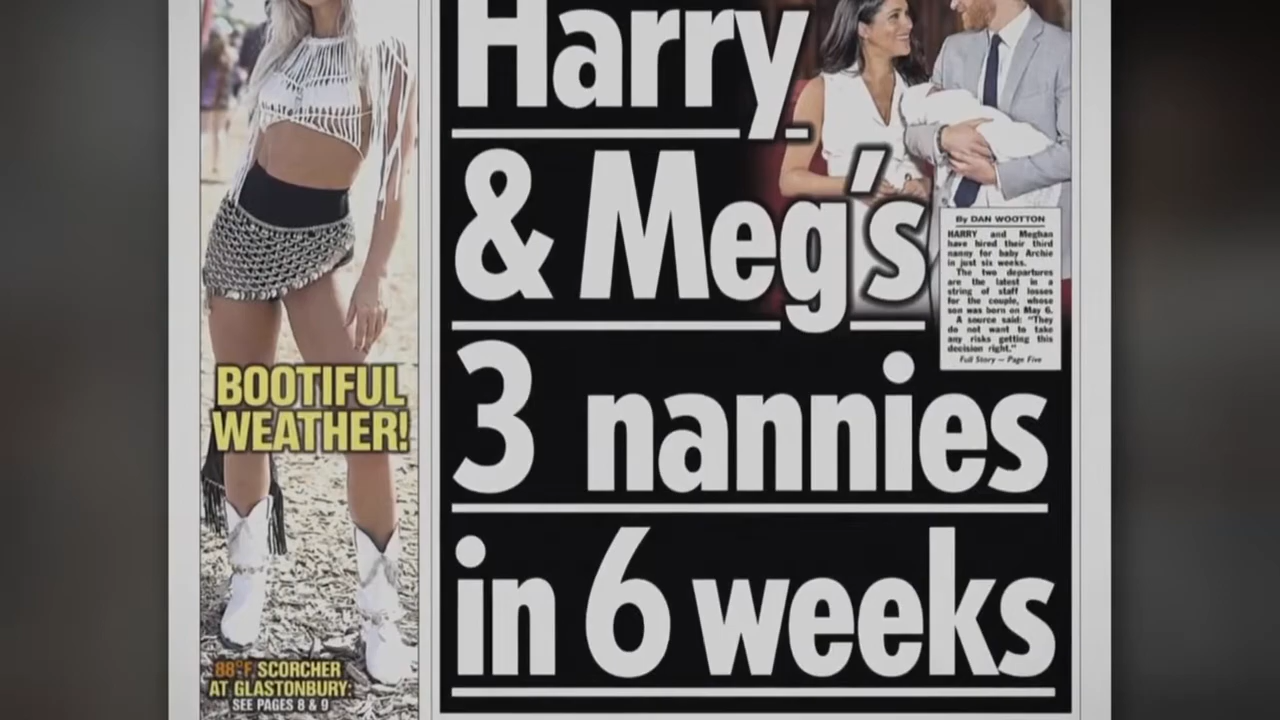 Harry
& Meg's
3 nannies
in 6 weeks
By DAN WOOTTON
HARRY and Meghan
have hired their third
nanny for baby Archie
in just six weeks.
The two departures
are the latest in a
string of staff losses
for the couple, whose
son was born on May 6.
A source said: "They
do not want to take
any risks getting this
decision right."
Full Story — Page Five
BOOTIFUL
WEATHER!
88°F SCORCHER
AT GLASTONBURY:
SEE PAGES 8 & 9